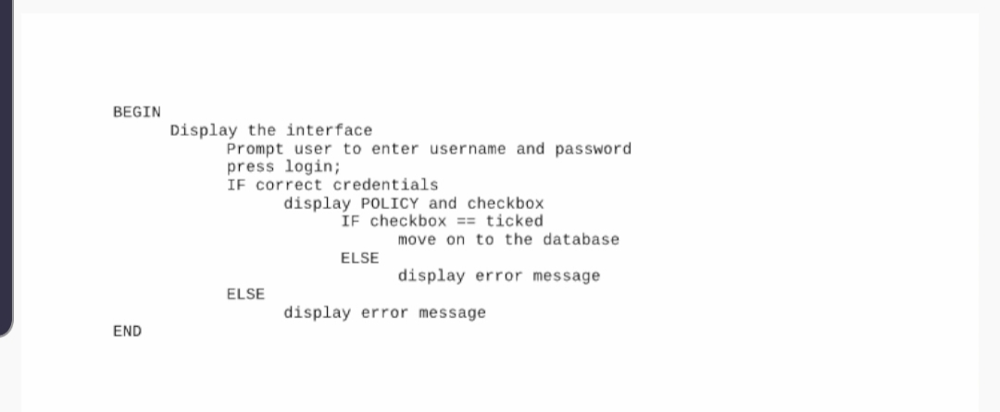 BEGIN
Display the interface
Prompt user to enter username and password
press login;
IF correct credentials
display POLICY and checkbox
IF checkbox == ticked
move on to the database
ELSE
display error message
ELSE
display error message
END